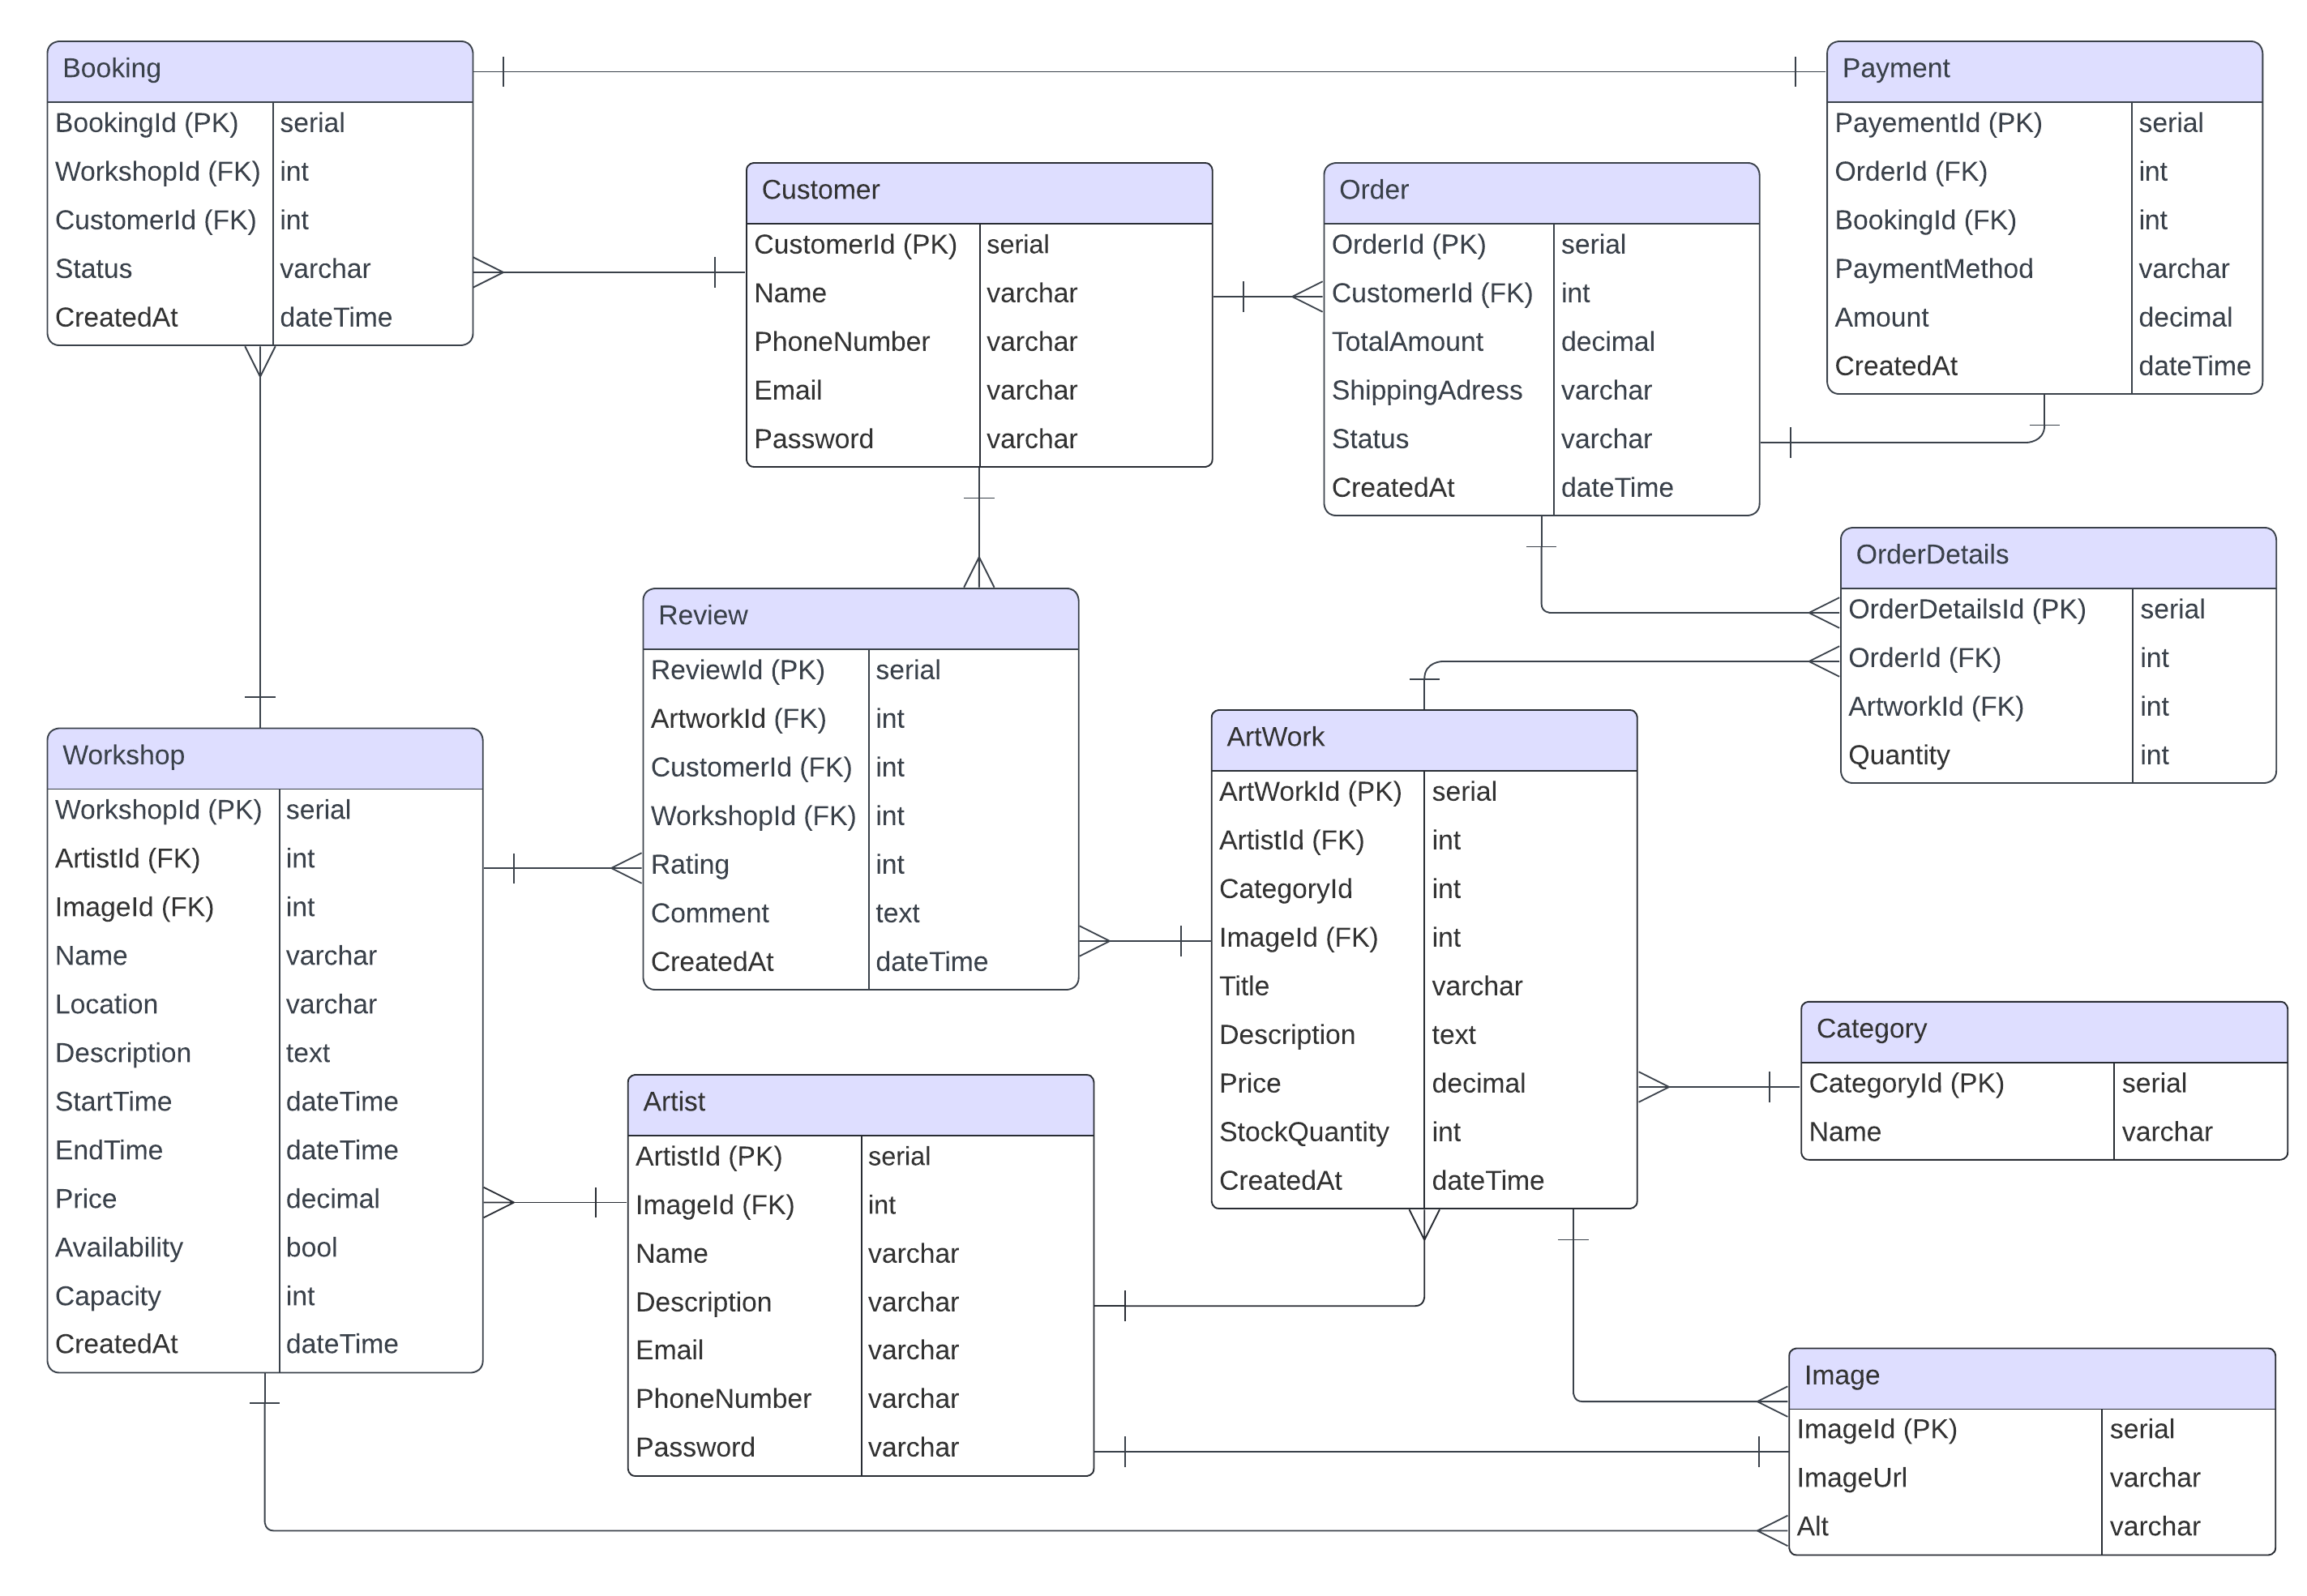 Booking
BookingId (PK) serial
WorkshopId (FK) int
CustomerId (FK) int
Status varchar
CreatedAt dateTime
Payment
PayementId (PK) serial
OrderId (FK) int
BookingId (FK) int
PaymentMethod varchar
Amount decimal
CreatedAt dateTime
Customer
CustomerId (PK) serial
Name varchar
PhoneNumber varchar
Email varchar
Password varchar
Order
OrderId (PK) serial
CustomerId (FK) int
TotalAmount decimal
ShippingAdress varchar
Status varchar
CreatedAt dateTime
OrderDetails
OrderDetailsId (PK) serial
OrderId (FK) int
ArtworkId (FK) int
Quantity int
Review
ReviewId (PK) serial
ArtworkId (FK) int
CustomerId (FK) int
WorkshopId (FK) int
Rating int
Comment text
CreatedAt dateTime
Workshop
WorkshopId (PK) serial
ArtistId (FK) int
ImageId (FK) int
Name varchar
Location varchar
Description text
StartTime dateTime
EndTime dateTime
Price decimal
Availability bool
Capacity int
CreatedAt dateTime
ArtWork
ArtWorkId (PK) serial
ArtistId (FK) int
CategoryId int
ImageId (FK) int
Title varchar
Description text
Price decimal
StockQuantity int
CreatedAt dateTime
Category
CategoryId (PK) serial
Name varchar
Artist
ArtistId (PK) serial
ImageId (FK) int
Name varchar
Description varchar
Email varchar
PhoneNumber varchar
Password varchar
Image
ImageId (PK) serial
ImageUrl varchar
Alt varchar